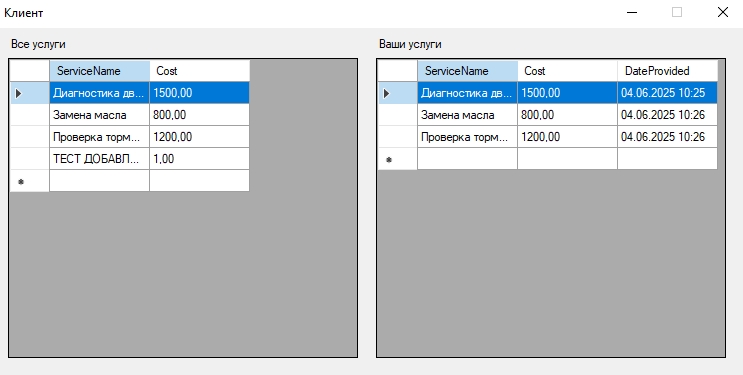 Клиент
Все услуги
ServiceName Cost
Диагностика дв... 1500,00
Замена масла 800,00
Проверка торм... 1200,00
ТЕСТ ДОБАВЛ... 1,00
Ваши услуги
ServiceName Cost DateProvided
Диагностика дв... 1500,00 04.06.2025 10:25
Замена масла 800,00 04.06.2025 10:26
Проверка торм... 1200,00 04.06.2025 10:26